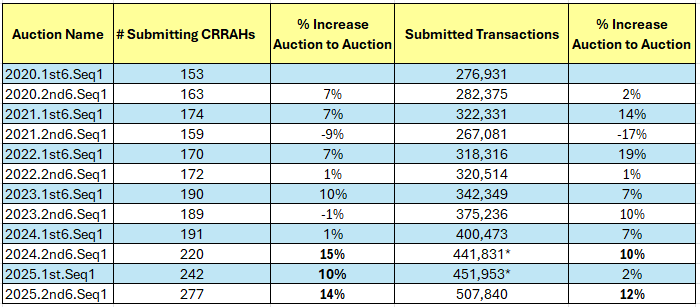 Auction Name # Submitting CRRAHs % Increase Auction to Auction Submitted Transactions % Increase Auction to Auction
2020.1st6.Seq1 153 276,931
2020.2nd6.Seq1 163 7% 282,375 2%
2021.1st6.Seq1 174 7% 322,331 14%
2021.2nd6.Seq1 159 -9% 267,081 -17%
2022.1st6.Seq1 170 7% 318,316 19%
2022.2nd6.Seq1 172 1% 320,514 1%
2023.1st6.Seq1 190 10% 342,349 7%
2023.2nd6.Seq1 189 -1% 375,236 10%
2024.1st6.Seq1 191 1% 400,473 7%
2024.2nd6.Seq1 220 15% 441,831* 10%
2025.1st.Seq1 242 10% 451,953* 2%
2025.2nd6.Seq1 277 14% 507,840 12%